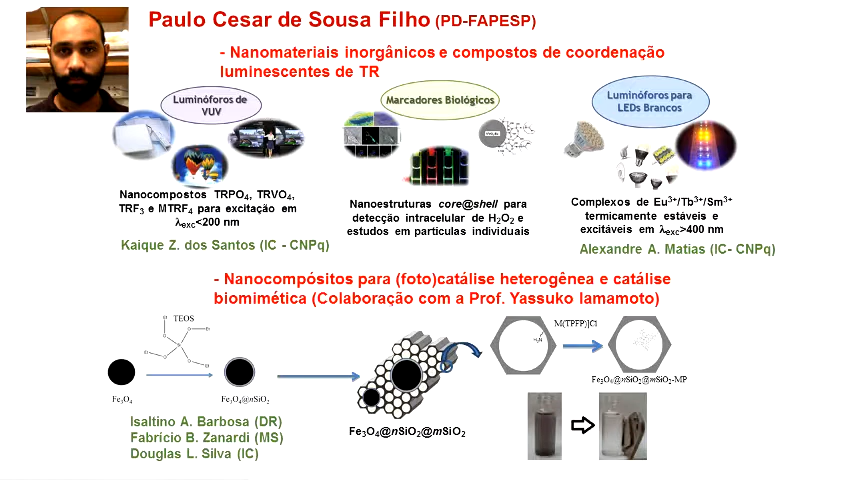 Paulo Cesar de Sousa Filho (PD-FAPESP)
- Nanomateriais inorgânicos e compostos de coordenação
luminescentes de TR
Luminóforos de
VUV
Marcadores Biológicos
Luminóforos para
LEDs Brancos
Nanocompostos TRPO4, TRVO4,
TRF3 e MTRF4 para excitação em
λexc<200 nm
Kaique Z. dos Santos (IC - CNPq)
Nanoestruturas core@shell para
detecção intracelular de H2O2 e
estudos em partículas individuais
Complexos de Eu3+/Tb3+/Sm3+
termicamente estáveis e
excitáveis em λexc>400 nm
Alexandre A. Matias (IC- CNPq)
- Nanocompósitos para (foto)catálise heterogênea e catálise
biomimética (Colaboração com a Prof. Yassuko Iamamoto)
TEOS
Fe3O4
Fe3O4@nSiO2
Fe3O4@nSiO2@mSiO2
M(TPFP)]Cl
Fe3O4@nSiO2@mSiO2-MP
Isaltino A. Barbosa (DR)
Fabrício B. Zanardi (MS)
Douglas L. Silva (IC)